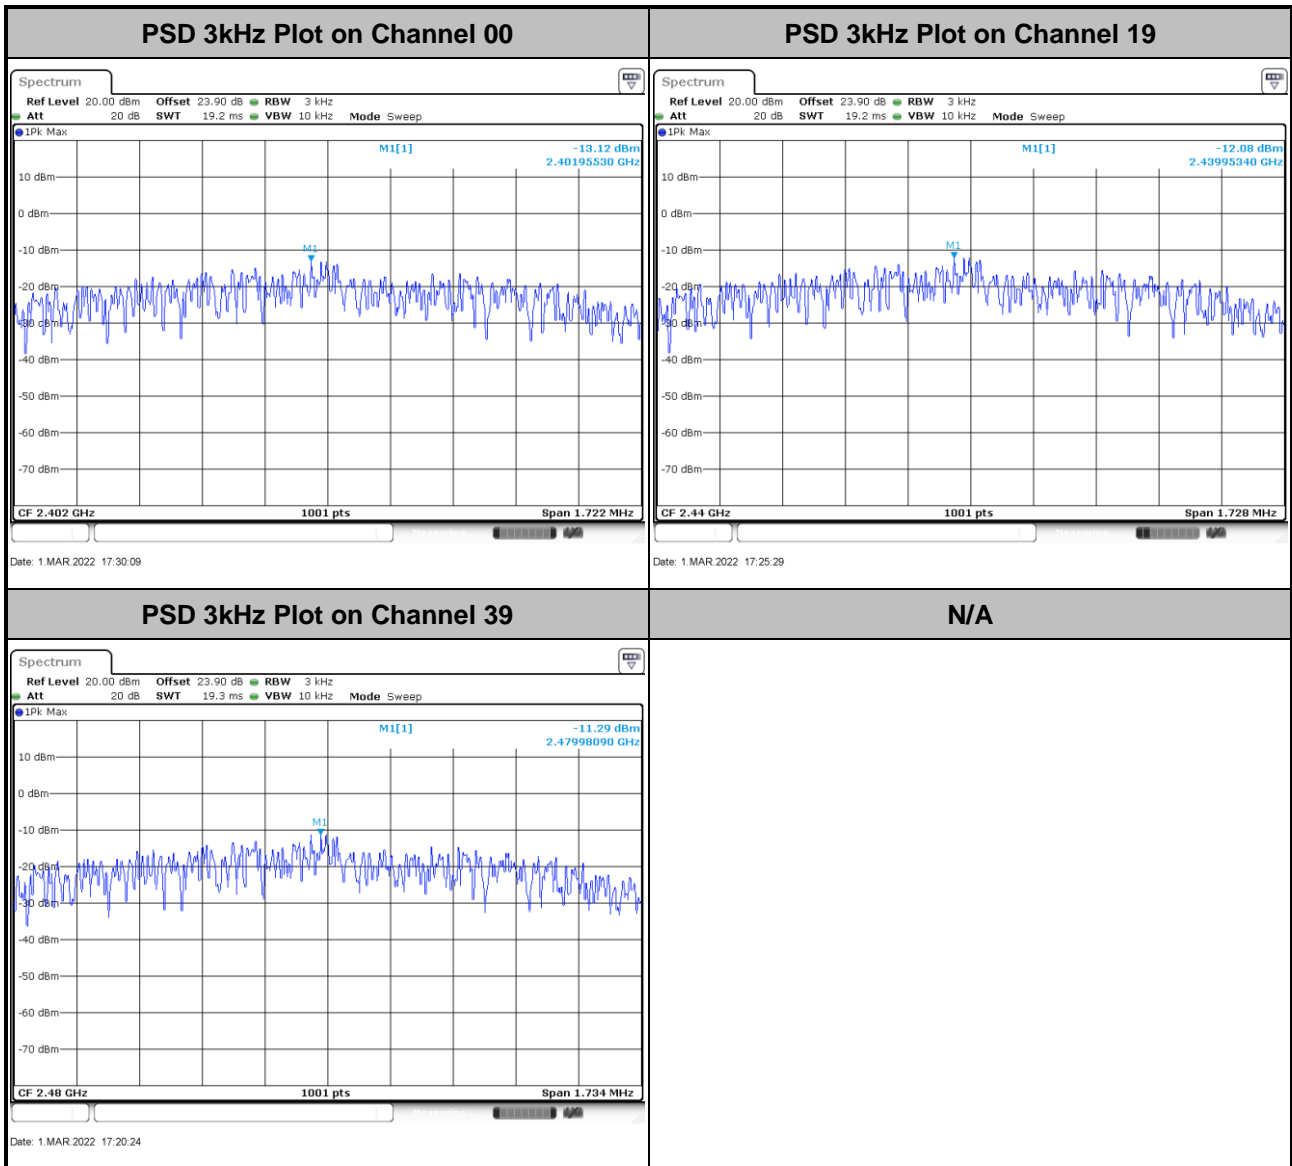 PSD 3kHz Plot on Channel 00
Spectrum
Ref Level 20.00 dBm Offset 23.90 dB RBW 3 kHz
Att 20 dB SWT 19.2 ms VBW 10 kHz Mode Sweep
1Pk Max
M1[1] -13.12 dBm
2.40195530 GHz
10 dBm
0 dBm
M1
-10 dBm
-20 dBm
-30 dBm
-40 dBm
-50 dBm
-60 dBm
-70 dBm
CF 2.402 GHz 1001 pts Span 1.722 MHz
Measuring
Date: 1.MAR.2022 17:30:09
PSD 3kHz Plot on Channel 19
Spectrum
Ref Level 20.00 dBm Offset 23.90 dB RBW 3 kHz
Att 20 dB SWT 19.2 ms VBW 10 kHz Mode Sweep
1Pk Max
M1[1] -12.08 dBm
2.43995340 GHz
10 dBm
0 dBm
M1
-10 dBm
-20 dBm
-30 dBm
-40 dBm
-50 dBm
-60 dBm
-70 dBm
CF 2.44 GHz 1001 pts Span 1.728 MHz
Measuring
Date: 1.MAR.2022 17:25:29
PSD 3kHz Plot on Channel 39
Spectrum
Ref Level 20.00 dBm Offset 23.90 dB RBW 3 kHz
Att 20 dB SWT 19.3 ms VBW 10 kHz Mode Sweep
1Pk Max
M1[1] -11.29 dBm
2.47998090 GHz
10 dBm
0 dBm
M1
-10 dBm
-20 dBm
-30 dBm
-40 dBm
-50 dBm
-60 dBm
-70 dBm
CF 2.48 GHz 1001 pts Span 1.734 MHz
Measuring
Date: 1.MAR.2022 17:20:24
N/A